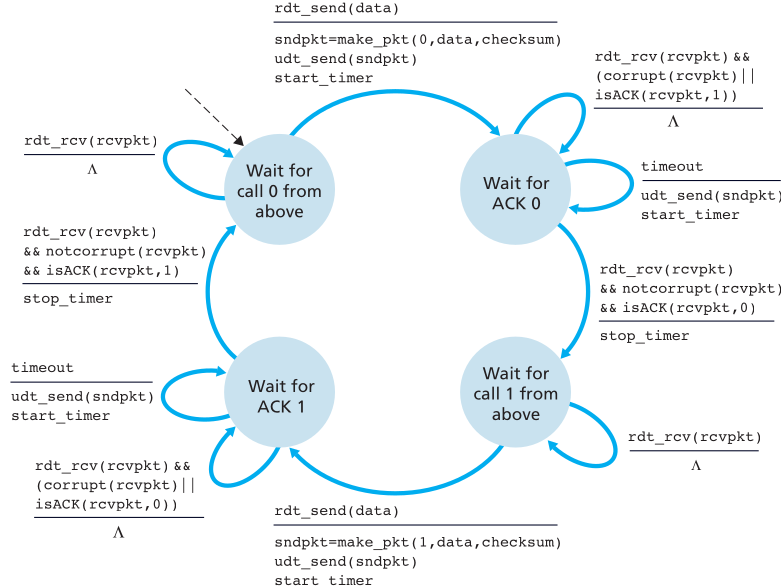 rdt_send(data)
sndpkt=make_pkt(0,data,checksum)
udt_send(sndpkt)
start_timer
rdt_rcv(rcvpkt) &&
(corrupt(rcvpkt)||
isACK(rcvpkt,1))
Λ
rdt_rcv(rcvpkt)
Λ
Wait for
call 0 from
above
Wait for
ACK 0
timeout
udt_send(sndpkt)
start_timer
rdt_rcv(rcvpkt)
&& notcorrupt(rcvpkt)
&& isACK(rcvpkt,1)
stop_timer
rdt_rcv(rcvpkt)
&& notcorrupt(rcvpkt)
&& isACK(rcvpkt,0)
stop_timer
timeout
udt_send(sndpkt)
start_timer
Wait for
ACK 1
Wait for
call 1 from
above
rdt_rcv(rcvpkt)
Λ
rdt_rcv(rcvpkt) &&
(corrupt(rcvpkt)||
isACK(rcvpkt,0))
Λ
rdt_send(data)
sndpkt=make_pkt(1,data,checksum)
udt_send(sndpkt)
start_timer